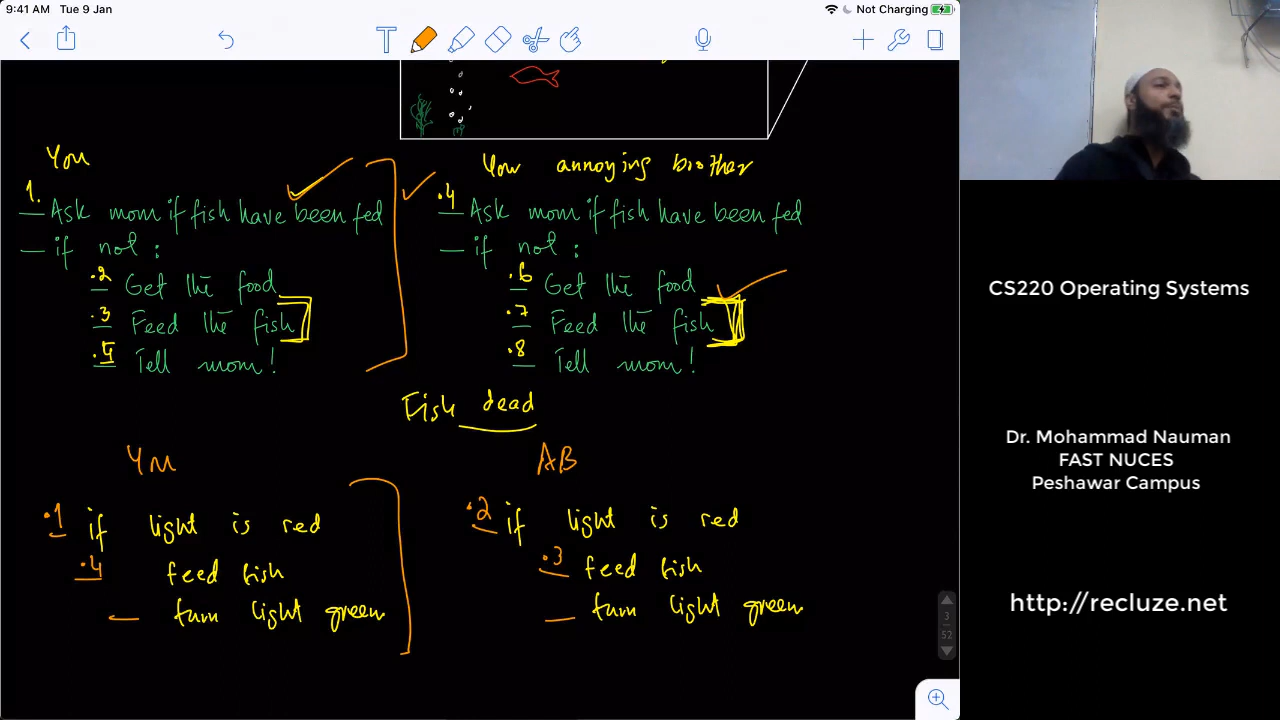 9:41 AM Tue 9 Jan
Not Charging
T
You
Your annoying brother
1.
Ask mom if fish have been fed
.4
Ask mom if fish have been fed
if not :
if not :
.2 Get the food
.6 Get the food
.3 Feed the fish
.7 Feed the fish
.5 Tell mom!
.8 Tell mom!
Fish dead
You
AB
.1 if light is red
.2 if light is red
.4 feed fish
.3 feed fish
turn light green
turn light green
3
52
CS220 Operating Systems
Dr. Mohammad Nauman
FAST NUCES
Peshawar Campus
http://recluze.net